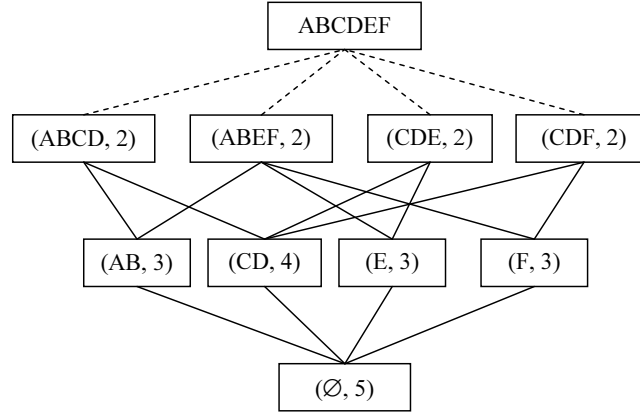 ABCDEF
(ABCD, 2) (ABEF, 2) (CDE, 2) (CDF, 2)
(AB, 3) (CD, 4) (E, 3) (F, 3)
(∅, 5)